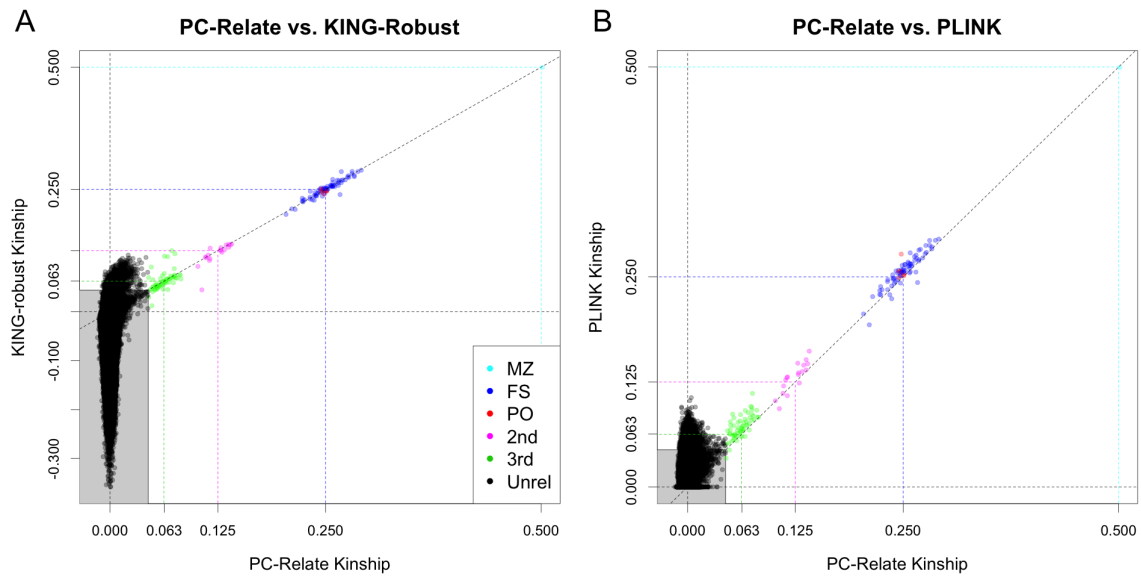 A
PC-Relate vs. KING-Robust
KING-robust Kinship
0.500
0.250
0.063
-0.100
-0.300
MZ
FS
PO
2nd
3rd
Unrel
0.000
0.063
0.125
0.250
0.500
PC-Relate Kinship
B
PC-Relate vs. PLINK
PLINK Kinship
0.500
0.250
0.125
0.063
0.000
0.000
0.063
0.125
0.250
0.500
PC-Relate Kinship